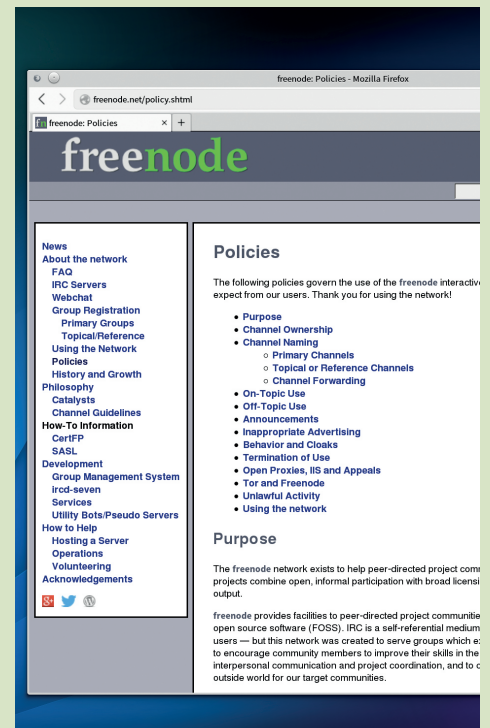 freenode: Policies - Mozilla Firefox
freenode.net/policy.shtml
fn freenode: Policies × +
freenode
News
About the network
FAQ
IRC Servers
Webchat
Group Registration
Primary Groups
Topical/Reference
Using the Network
Policies
History and Growth
Philosophy
Catalysts
Channel Guidelines
How-To Information
CertFP
SASL
Development
Group Management System
ircd-seven
Services
Utility Bots/Pseudo Servers
How to Help
Hosting a Server
Operations
Volunteering
Acknowledgements
Policies
The following policies govern the use of the freenode interactive
expect from our users. Thank you for using the network!
Purpose
Channel Ownership
Channel Naming
Primary Channels
Topical or Reference Channels
Channel Forwarding
On-Topic Use
Off-Topic Use
Announcements
Inappropriate Advertising
Behavior and Cloaks
Termination of Use
Open Proxies, IIS and Appeals
Tor and Freenode
Unlawful Activity
Using the network
Purpose
The freenode network exists to help peer-directed project
projects combine open, informal participation with broad
output.
freenode provides facilities to peer-directed project
open source software (FOSS). IRC is a self-referential medium
users — but this network was created to serve groups which
to encourage community members to improve their skills in the
interpersonal communication and project coordination, and to
outside world for our target communities.